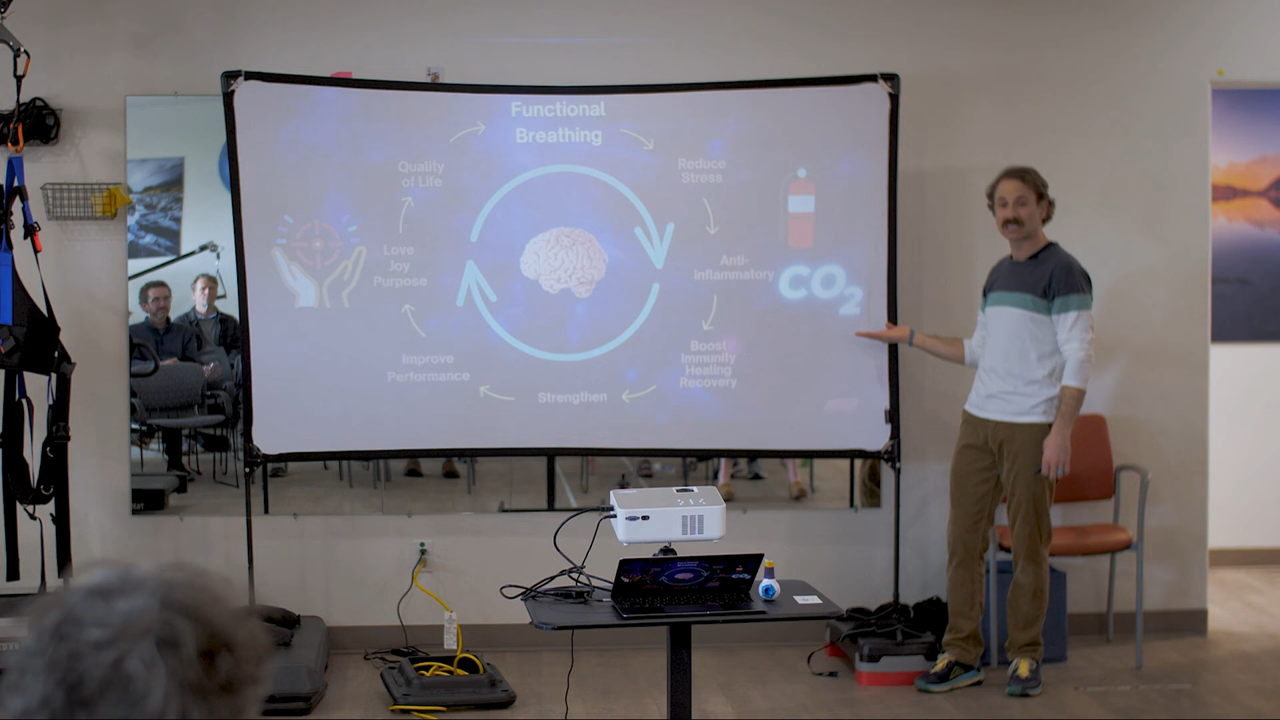 Functional
Breathing
Quality
of Life
Reduce
Stress
Love
Joy
Purpose
Anti-
Inflammatory
CO2
Improve
Performance
Boost
Immunity
Healing
Recovery
Strengthen